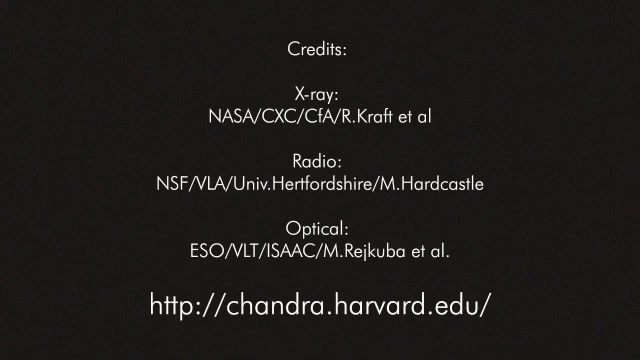 Credits:
X-ray:
NASA/CXC/CfA/R.Kraft et al
Radio:
NSF/VLA/Univ.Hertfordshire/M.Hardcastle
Optical:
ESO/VLT/ISAAC/M.Rejkuba et al.
http://chandra.harvard.edu/